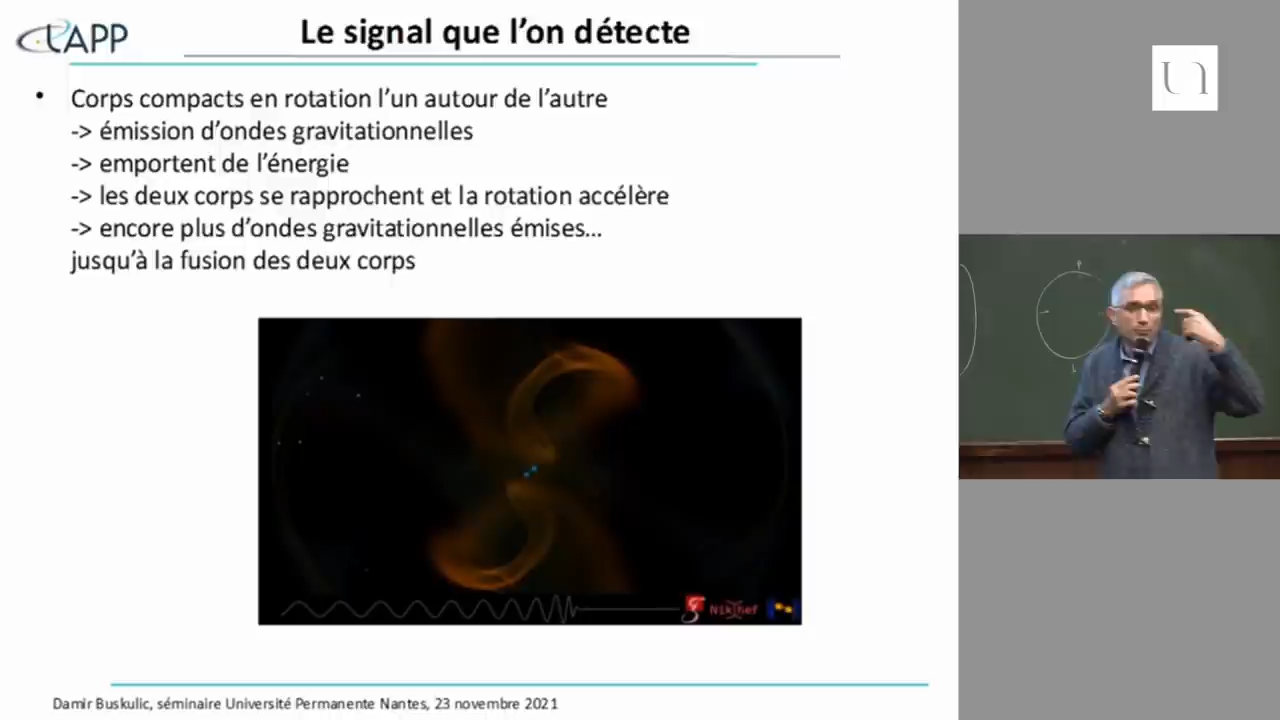 LAPP
Le signal que l’on détecte
• Corps compacts en rotation l’un autour de l’autre
-> émission d’ondes gravitationnelles
-> emportent de l’énergie
-> les deux corps se rapprochent et la rotation accélère
-> encore plus d’ondes gravitationnelles émises…
jusqu’à la fusion des deux corps
Nikhef
Damir Buskulic, séminaire Université Permanente Nantes, 23 novembre 2021